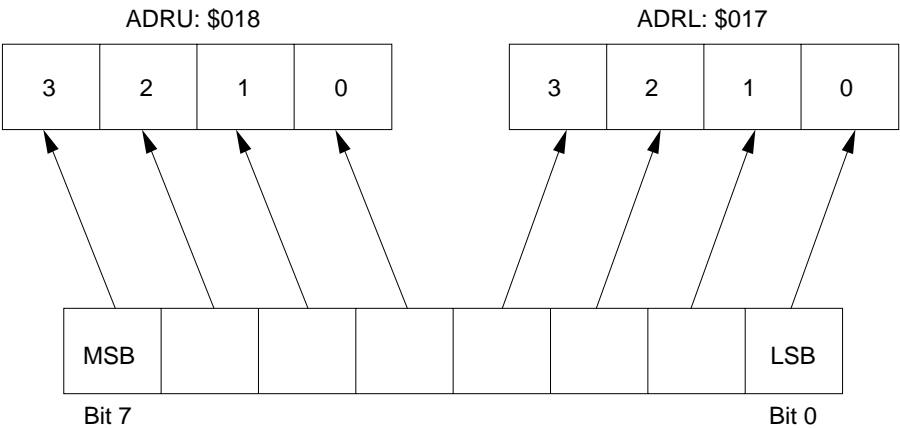 ADRU: $018 ADRL: $017
3 2 1 0 3 2 1 0
MSB LSB
Bit 7 Bit 0